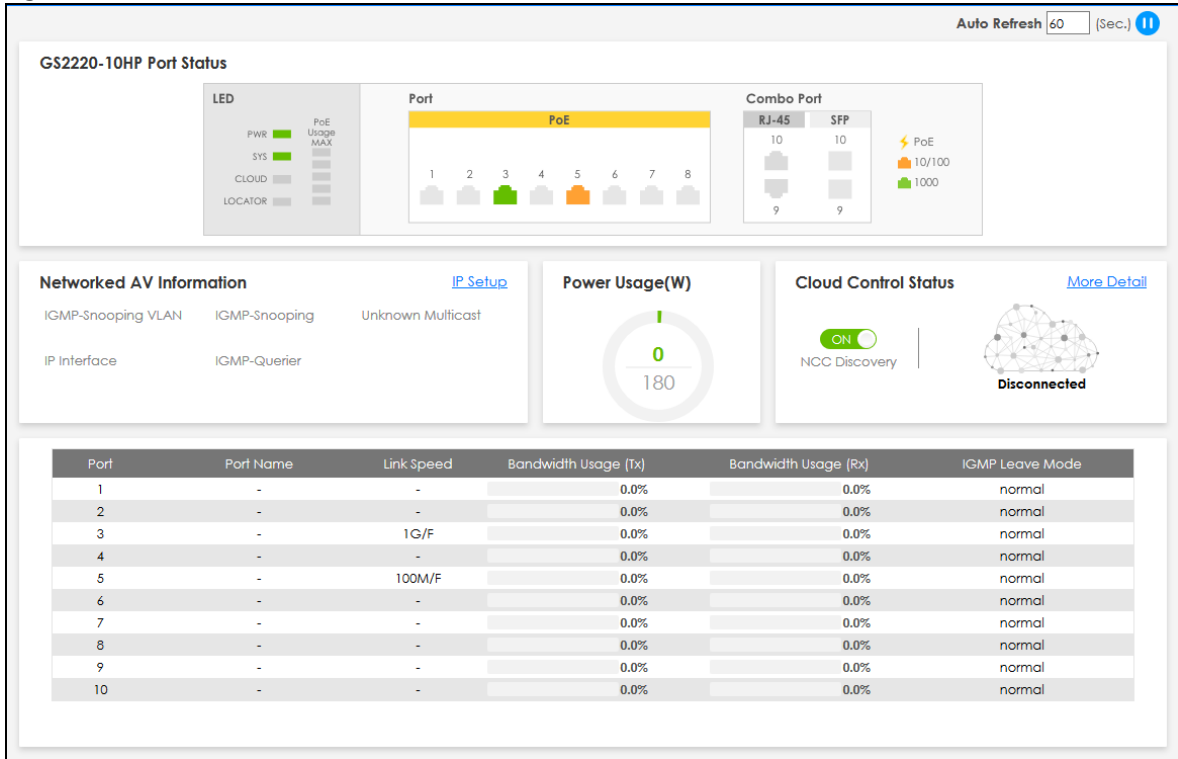 Auto Refresh 60 (Sec.)
GS2220-10HP Port Status
LED
PWR
SYS
CLOUD
LOCATOR
PoE
Usage
MAX
Port
PoE
1 2 3 4 5 6 7 8
Combo Port
RJ-45 SFP
10 10
9 9
PoE
10/100
1000
Networked AV Information IP Setup
IGMP-Snooping VLAN IGMP-Snooping Unknown Multicast
IP Interface IGMP-Querier
Power Usage(W)
0
180
Cloud Control Status More Detail
ON
NCC Discovery
Disconnected
Port Port Name Link Speed Bandwidth Usage (Tx) Bandwidth Usage (Rx) IGMP Leave Mode
1 - - 0.0% 0.0% normal
2 - - 0.0% 0.0% normal
3 - 1G/F 0.0% 0.0% normal
4 - - 0.0% 0.0% normal
5 - 100M/F 0.0% 0.0% normal
6 - - 0.0% 0.0% normal
7 - - 0.0% 0.0% normal
8 - - 0.0% 0.0% normal
9 - - 0.0% 0.0% normal
10 - - 0.0% 0.0% normal